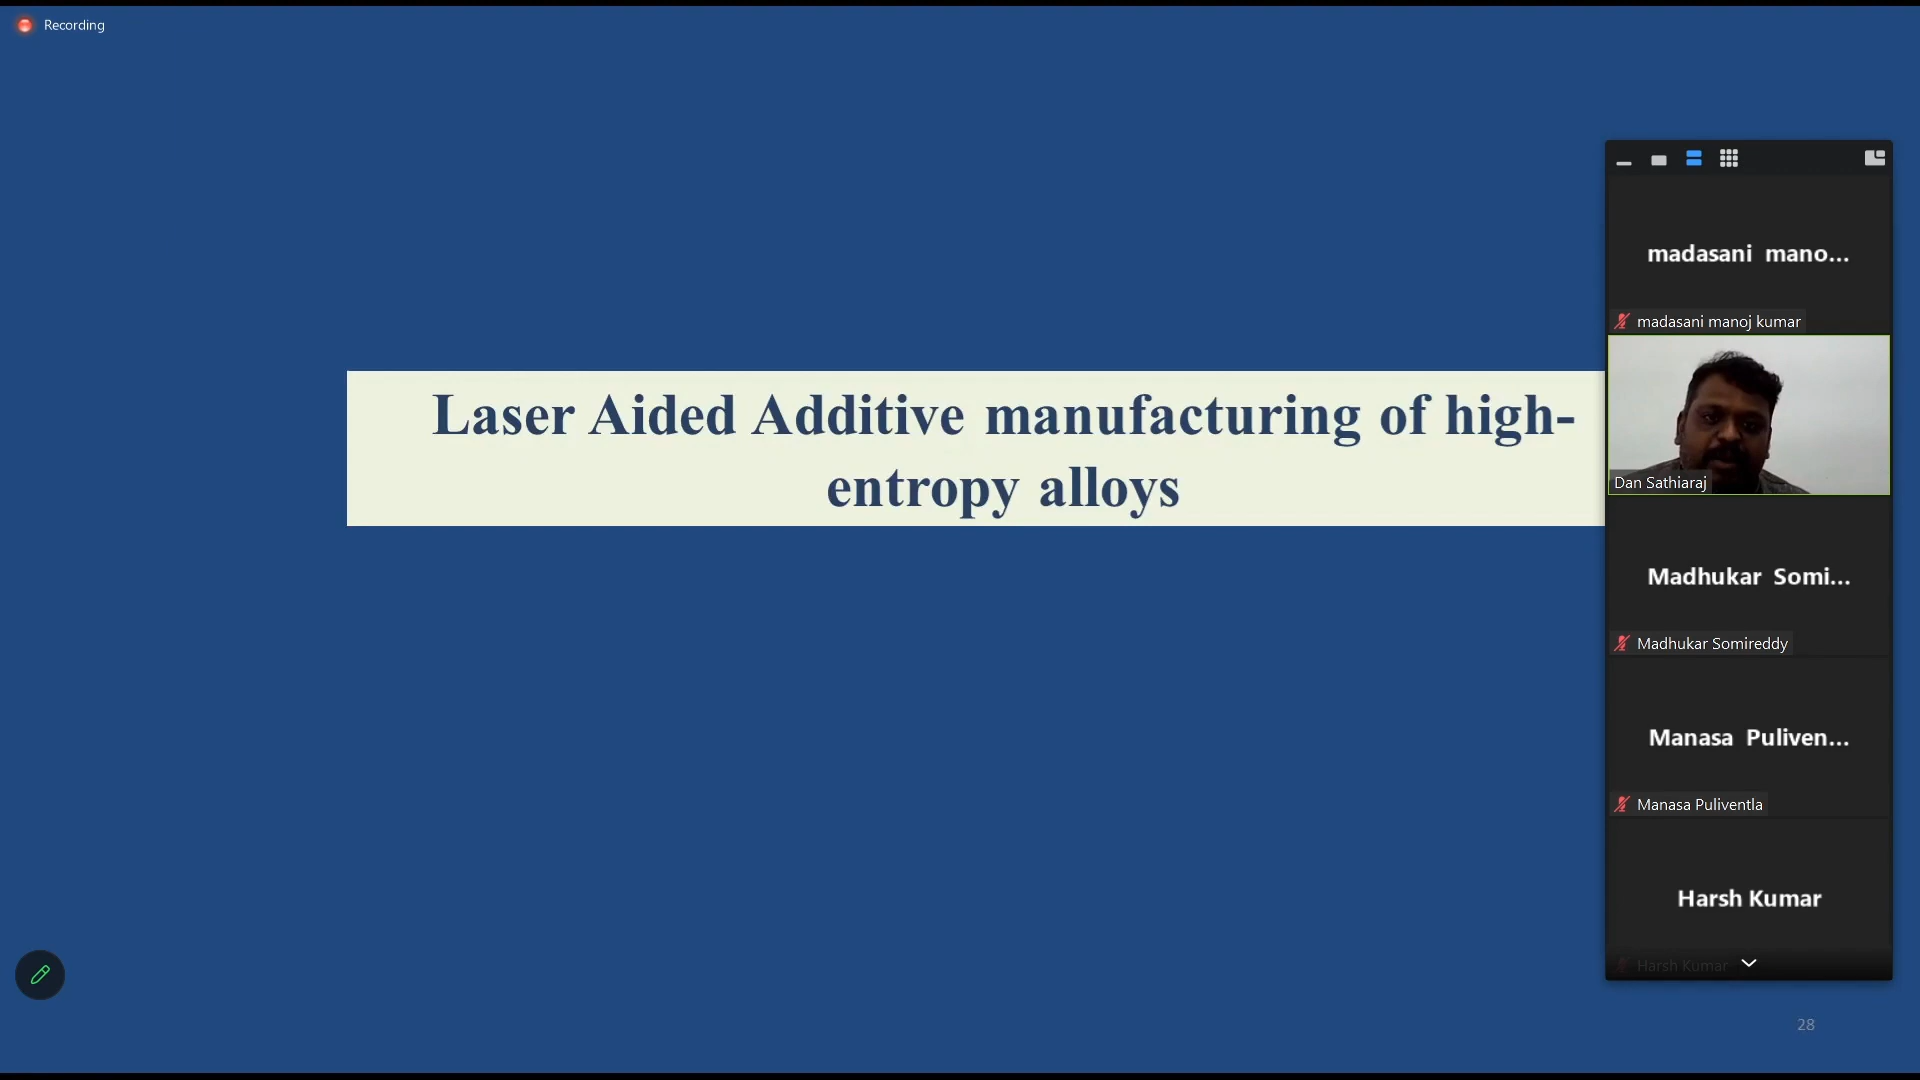 Recording
Laser Aided Additive manufacturing of high-
entropy alloys
madasani mano...
madasani manoj kumar
Dan Sathiaraj
Madhukar Somi...
Madhukar Somireddy
Manasa Puliven...
Manasa Puliventla
Harsh Kumar
Harsh Kumar
28